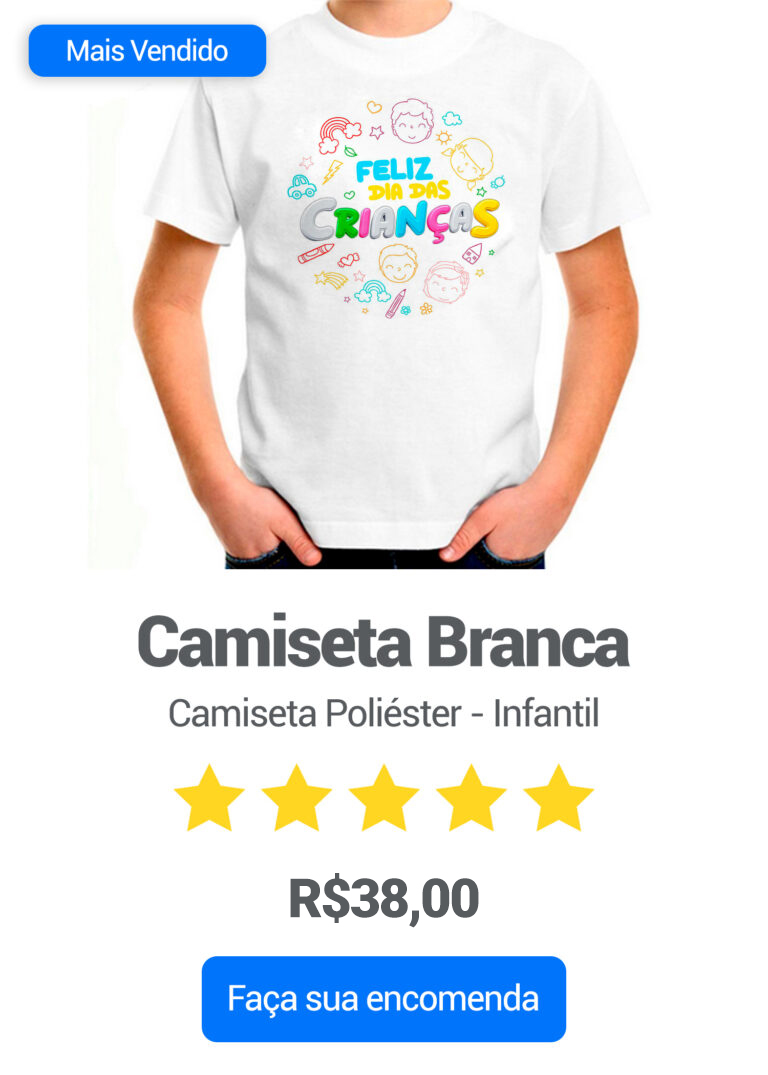 Mais Vendido
FELIZ
DIA DAS
CRIANÇAS
Camiseta Branca
Camiseta Poliéster - Infantil
R$38,00
Faça sua encomenda